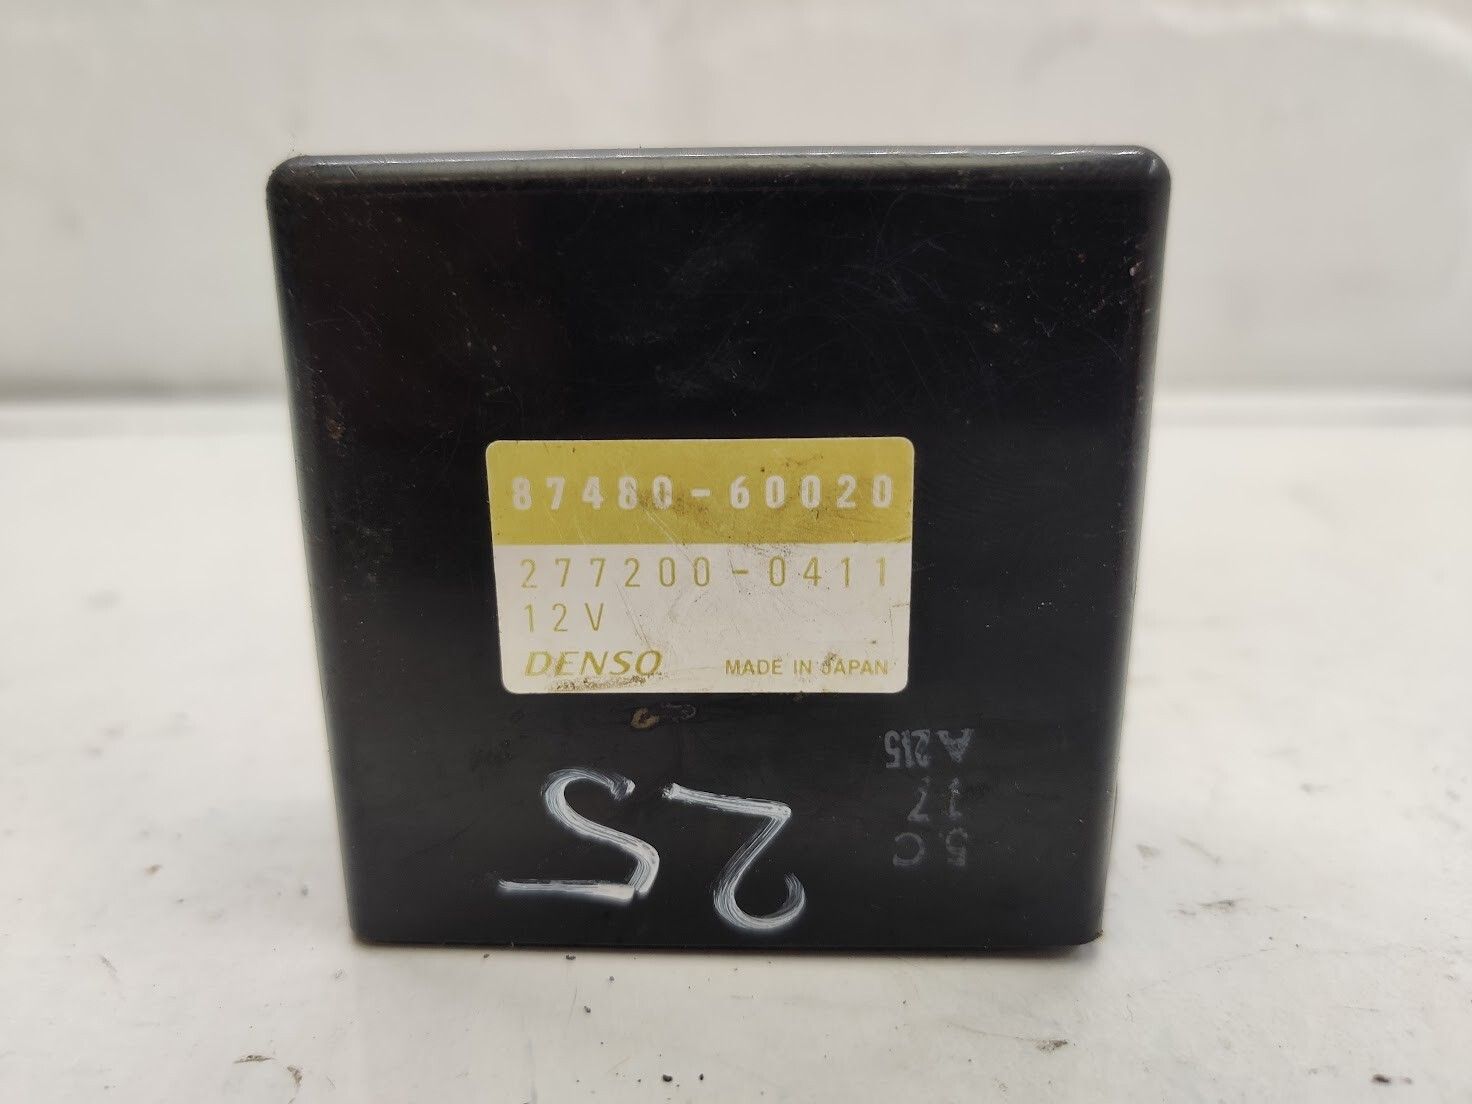 87480-60020
277200-0411
12V
DENSO MADE IN JAPAN
25
5C
17
A215